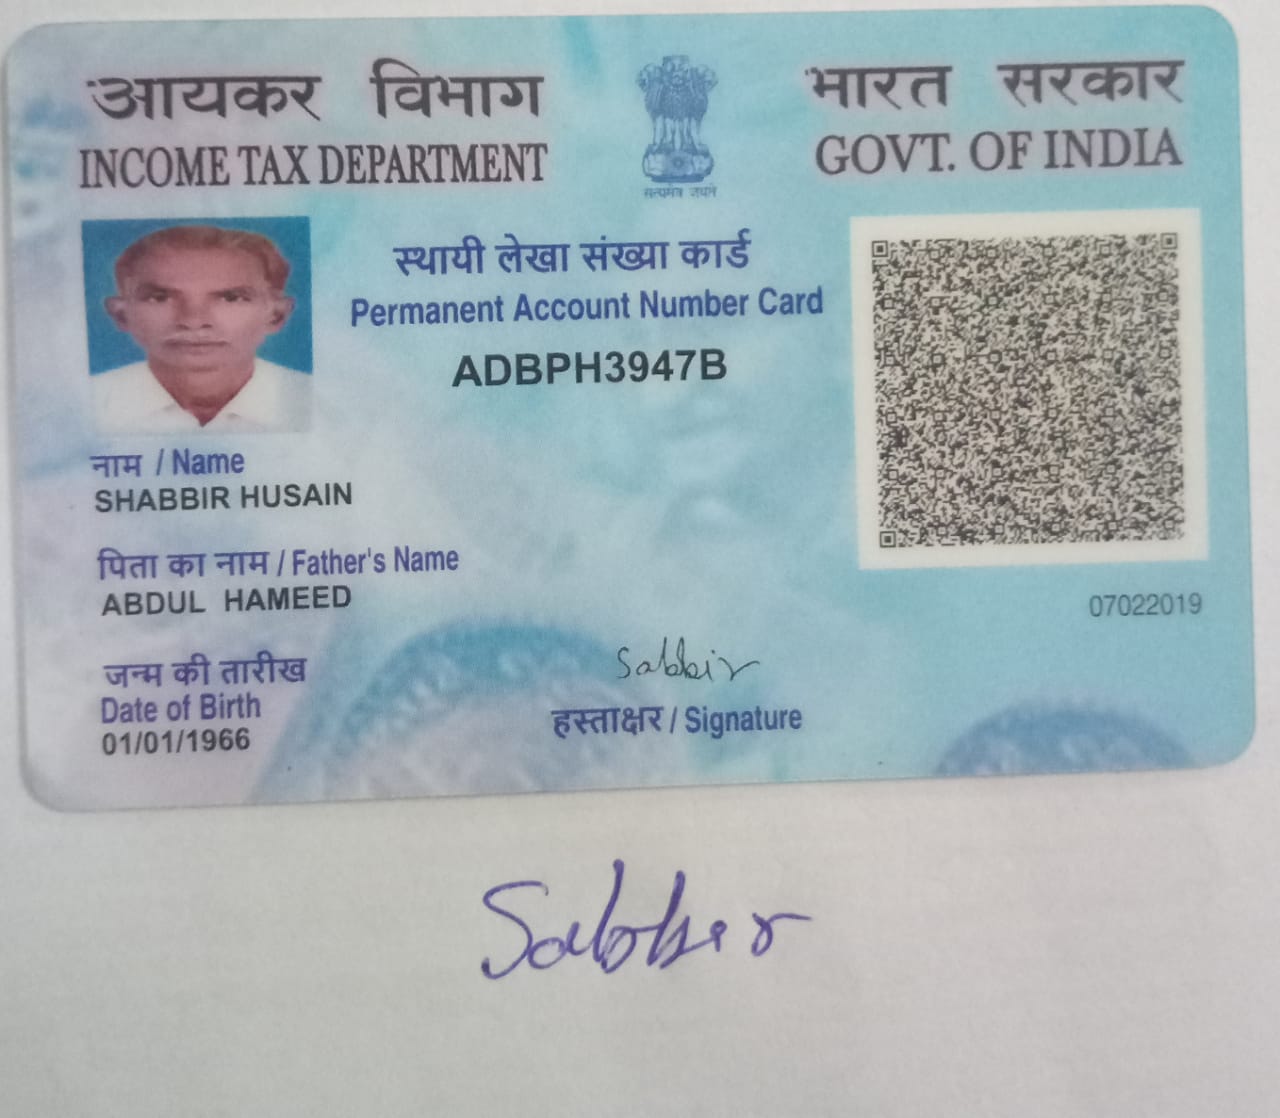 आयकर विभाग
INCOME TAX DEPARTMENT
सत्यमेव जयते
भारत सरकार
GOVT. OF INDIA
स्थायी लेखा संख्या कार्ड
Permanent Account Number Card
ADBPH3947B
नाम / Name
SHABBIR HUSAIN
पिता का नाम / Father's Name
ABDUL HAMEED
07022019
जन्म की तारीख
Date of Birth
01/01/1966
Sabbir
हस्ताक्षर / Signature
Sabbir